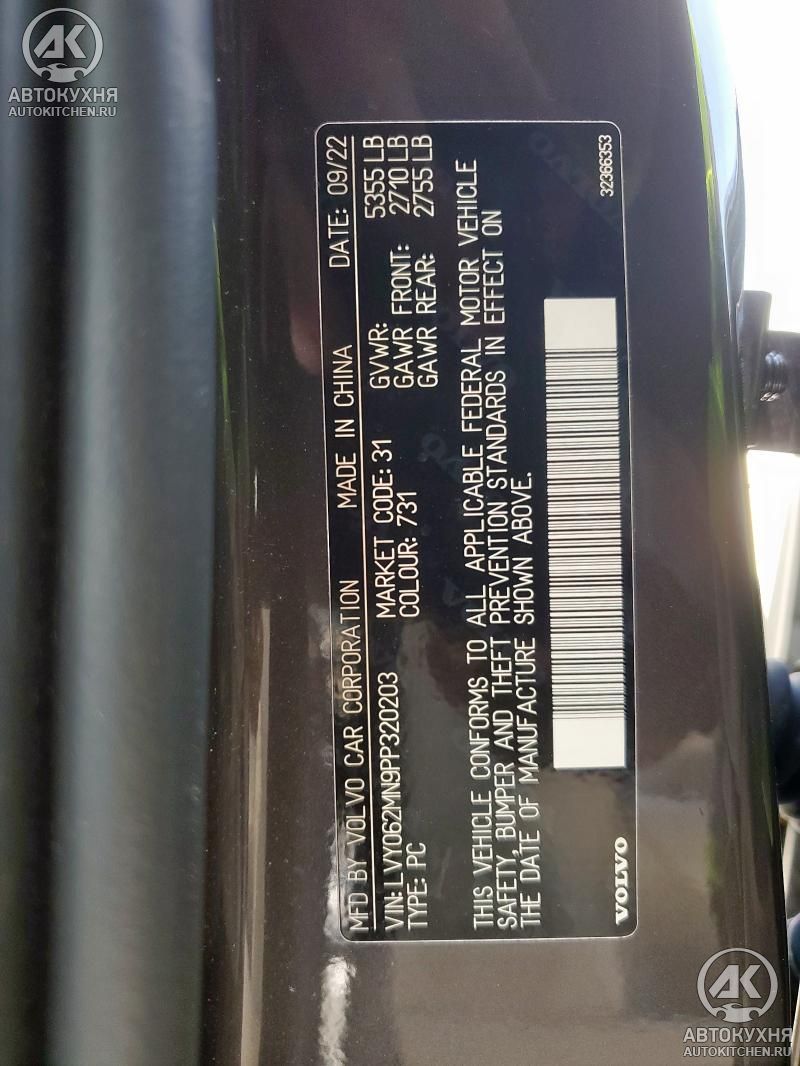 AK
АВТОКУХНЯ
AUTOKITCHEN.RU
MFD BY VOLVO CAR CORPORATION MADE IN CHINA DATE: 09/22
VIN: LVY062MN9PP320203 MARKET CODE: 31 GVWR: 5355 LB
TYPE: PC COLOUR: 731 GAWR FRONT: 2710 LB
GAWR REAR: 2755 LB
THIS VEHICLE CONFORMS TO ALL APPLICABLE FEDERAL MOTOR VEHICLE
SAFETY, BUMPER AND THEFT PREVENTION STANDARDS IN EFFECT ON
THE DATE OF MANUFACTURE SHOWN ABOVE.
VOLVO 32366353
AK
АВТОКУХНЯ
AUTOKITCHEN.RU